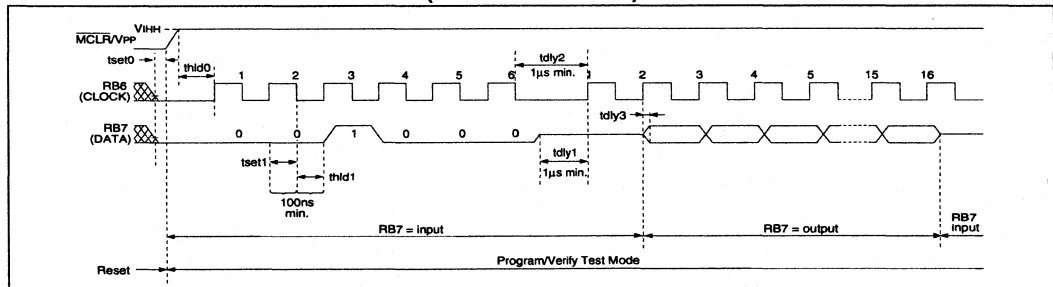 VIHH
MCLR/VPP
tset0
thld0
tdly2
1µs min.
1 2 3 4 5 6 1 2 3 4 5 15 16
RB6
(CLOCK)
tdly3
RB7
(DATA)
0 0 1 0 0 0
tset1
thld1
tdly1
1µs min.
100ns
min.
RB7 = input
RB7 = output
RB7
input
Reset
Program/Verify Test Mode